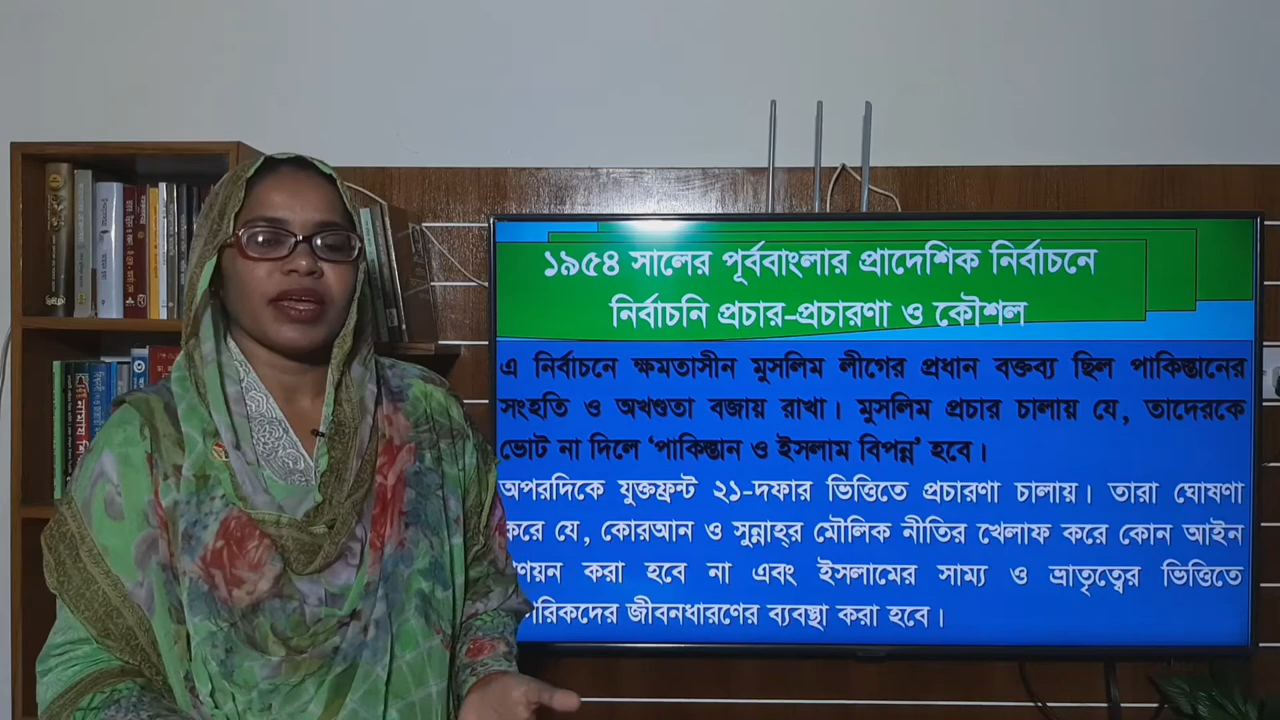 ১৯৫৪ সালের পূর্ববাংলার প্রাদেশিক নির্বাচনে
নির্বাচনি প্রচার-প্রচারণা ও কৌশল
এ নির্বাচনে ক্ষমতাসীন মুসলিম লীগের প্রধান বক্তব্য ছিল পাকিস্তানের
সংহতি ও অখণ্ডতা বজায় রাখা। মুসলিম প্রচার চালায় যে, তাদেরকে
ভোট না দিলে ‘পাকিস্তান ও ইসলাম বিপন্ন’ হবে।
অপরদিকে যুক্তফ্রন্ট ২১-দফার ভিত্তিতে প্রচারণা চালায়। তারা ঘোষণা
করে যে, কোরআন ও সুন্নাহ্‌র মৌলিক নীতির খেলাফ করে কোন আইন
করা হবে না এবং ইসলামের সাম্য ও ভ্রাতৃত্বের ভিত্তিতে
জীবনধারণের ব্যবস্থা করা হবে।